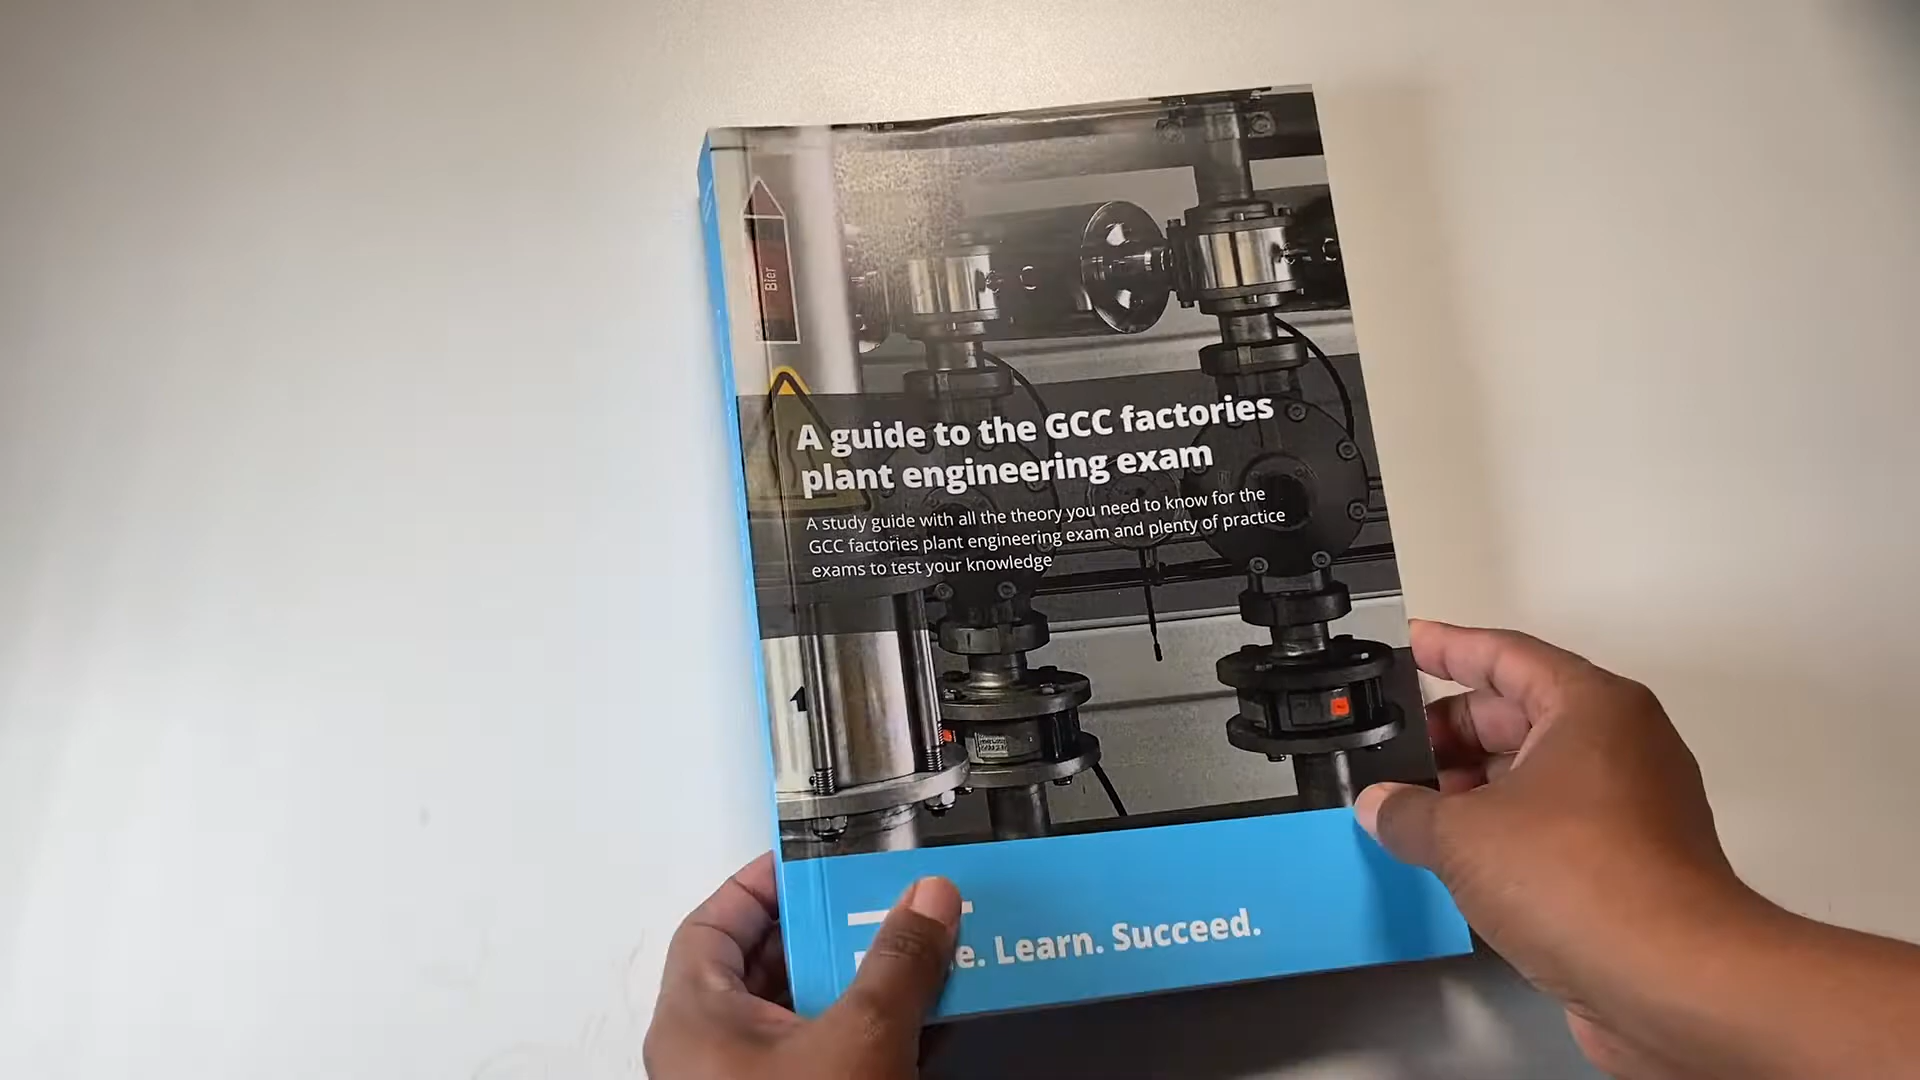 Bier
A guide to the GCC factories
plant engineering exam
A study guide with all the theory you need to know for the
GCC factories plant engineering exam and plenty of practice
exams to test your knowledge
Learn. Succeed.